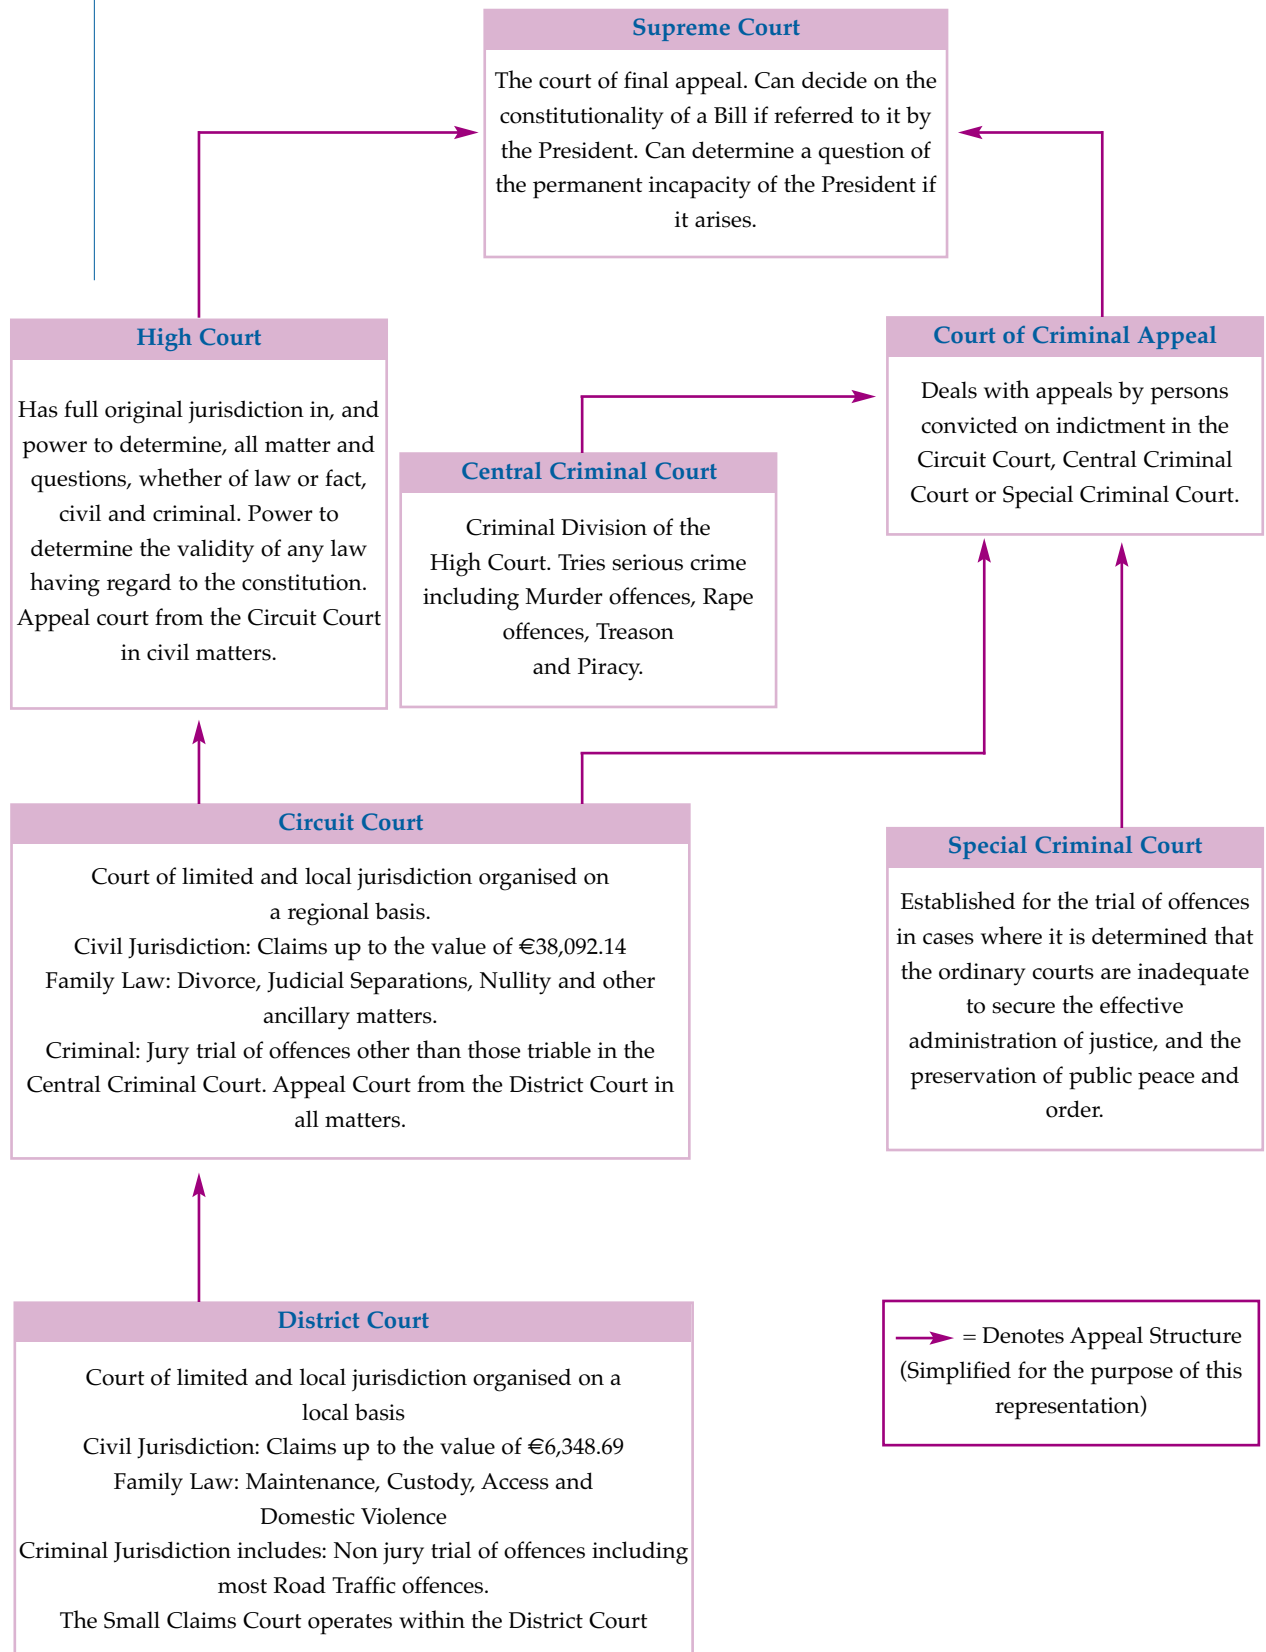 Supreme Court
The court of final appeal. Can decide on the
constitutionality of a Bill if referred to it by
the President. Can determine a question of
the permanent incapacity of the President if
it arises.
High Court
Has full original jurisdiction in, and
power to determine, all matter and
questions, whether of law or fact,
civil and criminal. Power to
determine the validity of any law
having regard to the constitution.
Appeal court from the Circuit Court
in civil matters.
Central Criminal Court
Criminal Division of the
High Court. Tries serious crime
including Murder offences, Rape
offences, Treason
and Piracy.
Court of Criminal Appeal
Deals with appeals by persons
convicted on indictment in the
Circuit Court, Central Criminal
Court or Special Criminal Court.
Circuit Court
Court of limited and local jurisdiction organised on
a regional basis.
Civil Jurisdiction: Claims up to the value of €38,092.14
Family Law: Divorce, Judicial Separations, Nullity and other
ancillary matters.
Criminal: Jury trial of offences other than those triable in the
Central Criminal Court. Appeal Court from the District Court in
all matters.
Special Criminal Court
Established for the trial of offences
in cases where it is determined that
the ordinary courts are inadequate
to secure the effective
administration of justice, and the
preservation of public peace and
order.
District Court
Court of limited and local jurisdiction organised on a
local basis
Civil Jurisdiction: Claims up to the value of €6,348.69
Family Law: Maintenance, Custody, Access and
Domestic Violence
Criminal Jurisdiction includes: Non jury trial of offences including
most Road Traffic offences.
The Small Claims Court operates within the District Court
= Denotes Appeal Structure
(Simplified for the purpose of this
representation)